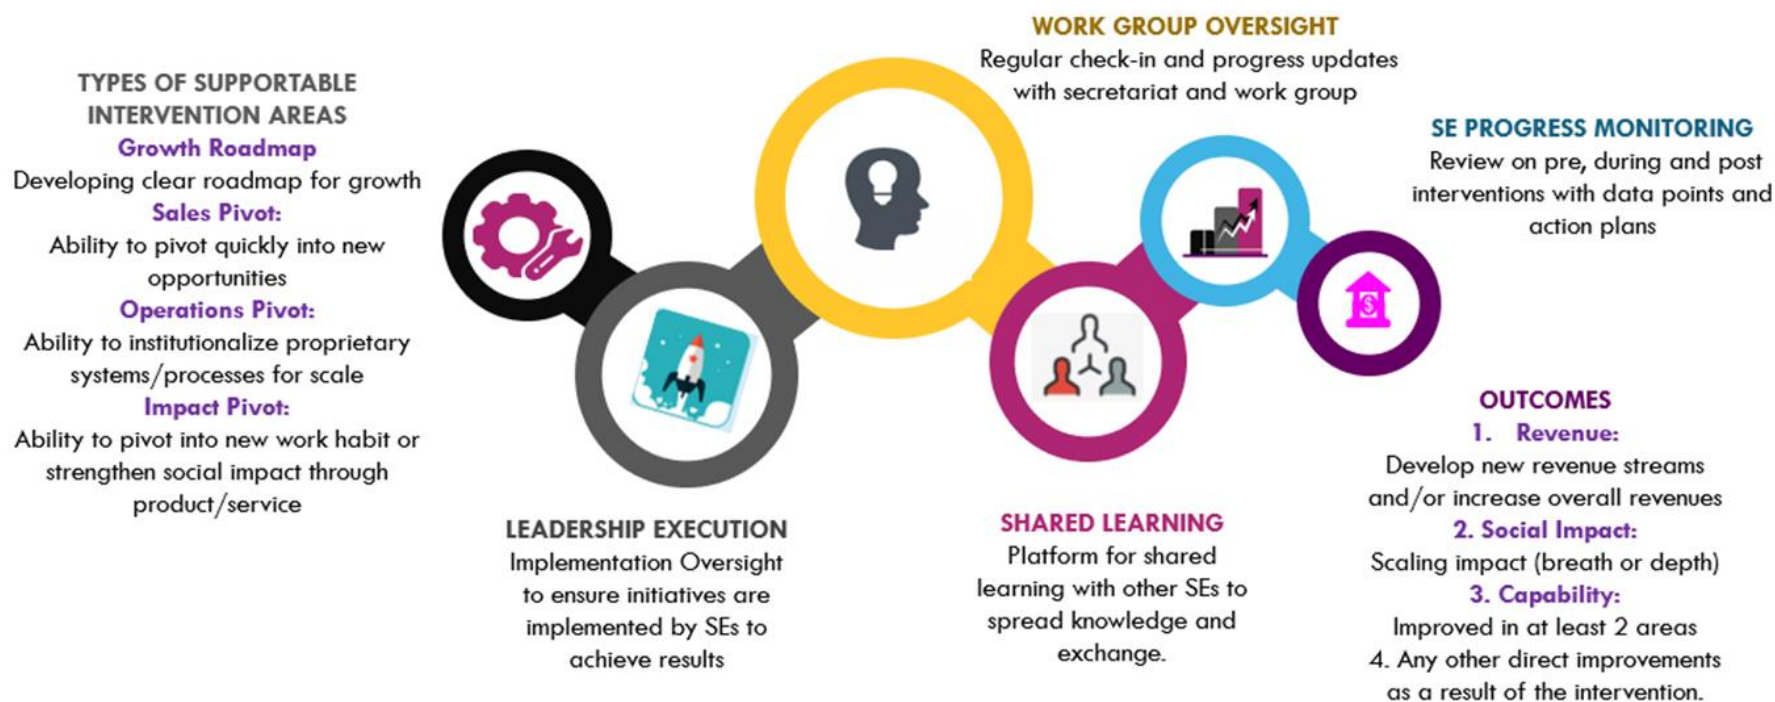 TYPES OF SUPPORTABLE
INTERVENTION AREAS
Growth Roadmap
Developing clear roadmap for growth
Sales Pivot:
Ability to pivot quickly into new
opportunities
Operations Pivot:
Ability to institutionalize proprietary
systems/processes for scale
Impact Pivot:
Ability to pivot into new work habit or
strengthen social impact through
product/service
LEADERSHIP EXECUTION
Implementation Oversight
to ensure initiatives are
implemented by SEs to
achieve results
WORK GROUP OVERSIGHT
Regular check-in and progress updates
with secretariat and work group
SHARED LEARNING
Platform for shared
learning with other SEs to
spread knowledge and
exchange.
SE PROGRESS MONITORING
Review on pre, during and post
interventions with data points and
action plans
$
OUTCOMES
1. Revenue:
Develop new revenue streams
and/or increase overall revenues
2. Social Impact:
Scaling impact (breath or depth)
3. Capability:
Improved in at least 2 areas
4. Any other direct improvements
as a result of the intervention.